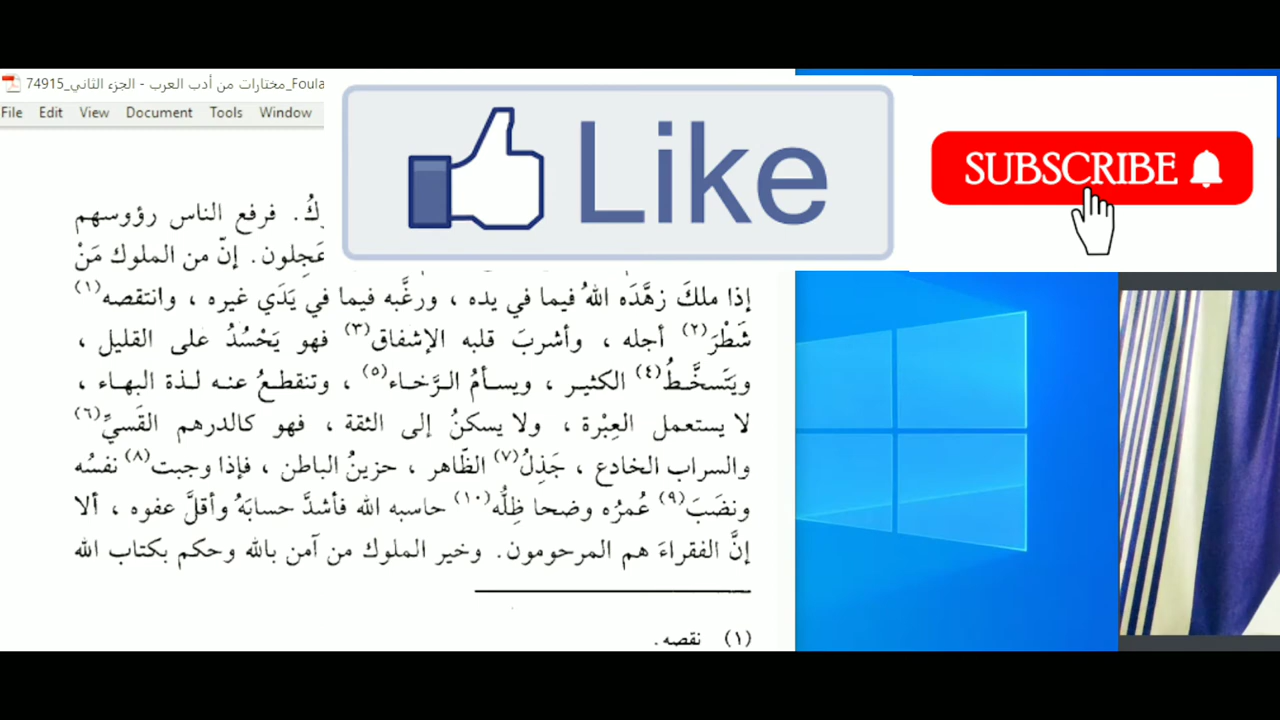 مختارات من أدب العرب - الجزء الثاني_74915_Foula
File Edit View Document Tools Window
Like
SUBSCRIBE
فرفع الناس رؤوسهم
عَجِلون. إنّ من الملوك مَنْ
إذا ملكَ زهَّدَه اللهُ فيما في يده ، ورغَّبه فيما في يَدَي غيره ، وانتقصه(١)
شَطْرَ(٢) أجله ، وأشربَ قلبه الإشفاق(٣) فهو يَحْسُدُ على القليل ،
ويَتَسخَّطُ(٤) الكثير ، ويسأمُ الرَّخاء(٥) ، وتنقطعُ عنه لذة البهاء ،
لا يستعمل العِبْرة ، ولا يسكنُ إلى الثقة ، فهو كالدرهم القَسيِّ(٦)
والسراب الخادع ، جَذِلُ(٧) الظّاهر ، حزينُ الباطن ، فإذا وجبت(٨) نفسُه
ونضَبَ(٩) عُمرُه وضحا ظِلُّه(١٠) حاسبه الله فأشدَّ حسابَهُ وأقلَّ عفوه ، ألا
إنَّ الفقراءَ هم المرحومون. وخير الملوك من آمن بالله وحكم بكتاب الله
(١) نقصه.